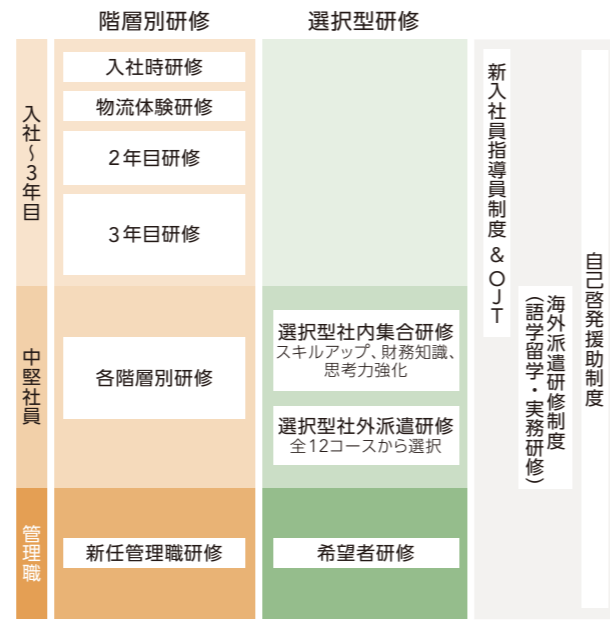 階層別研修
選択型研修
入社～3年目
入社時研修
物流体験研修
2年目研修
3年目研修
中堅社員
各階層別研修
選択型社内集合研修
スキルアップ、財務知識、
思考力強化
選択型社外派遣研修
全12コースから選択
管理職
新任管理職研修
希望者研修
新入社員指導員制度 & OJT
海外派遣研修制度
(語学留学・実務研修)
自己啓発援助制度